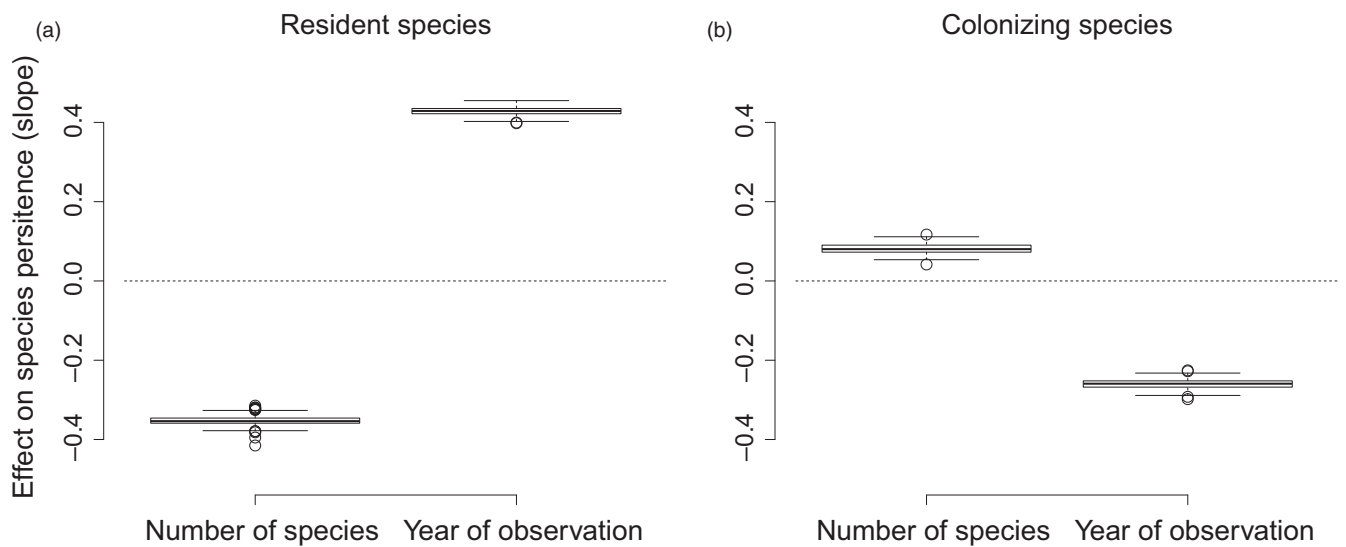 (a)
Resident species
Effect on species persitence (slope)
0.4
0.2
0.0
−0.2
−0.4
Number of species
Year of observation
(b)
Colonizing species
0.4
0.2
0.0
−0.2
−0.4
Number of species
Year of observation